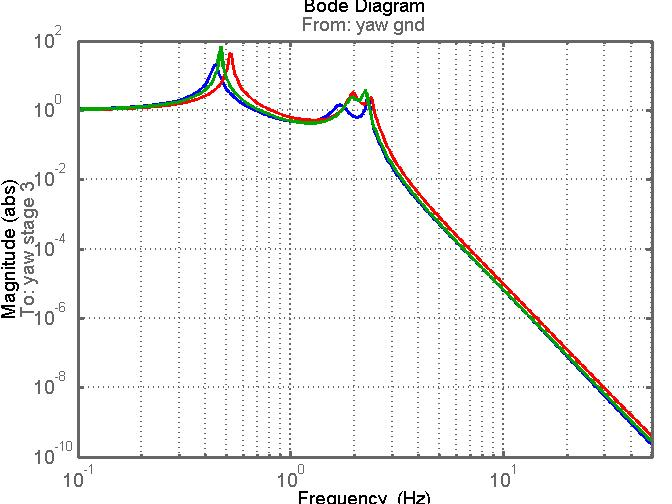 Bode Diagram
From: yaw gnd
Magnitude (abs)
To: yaw stage 3
10^2
10^0
10^-2
10^-4
10^-6
10^-8
10^-10
10^-1 10^0 10^1
Frequency (Hz)